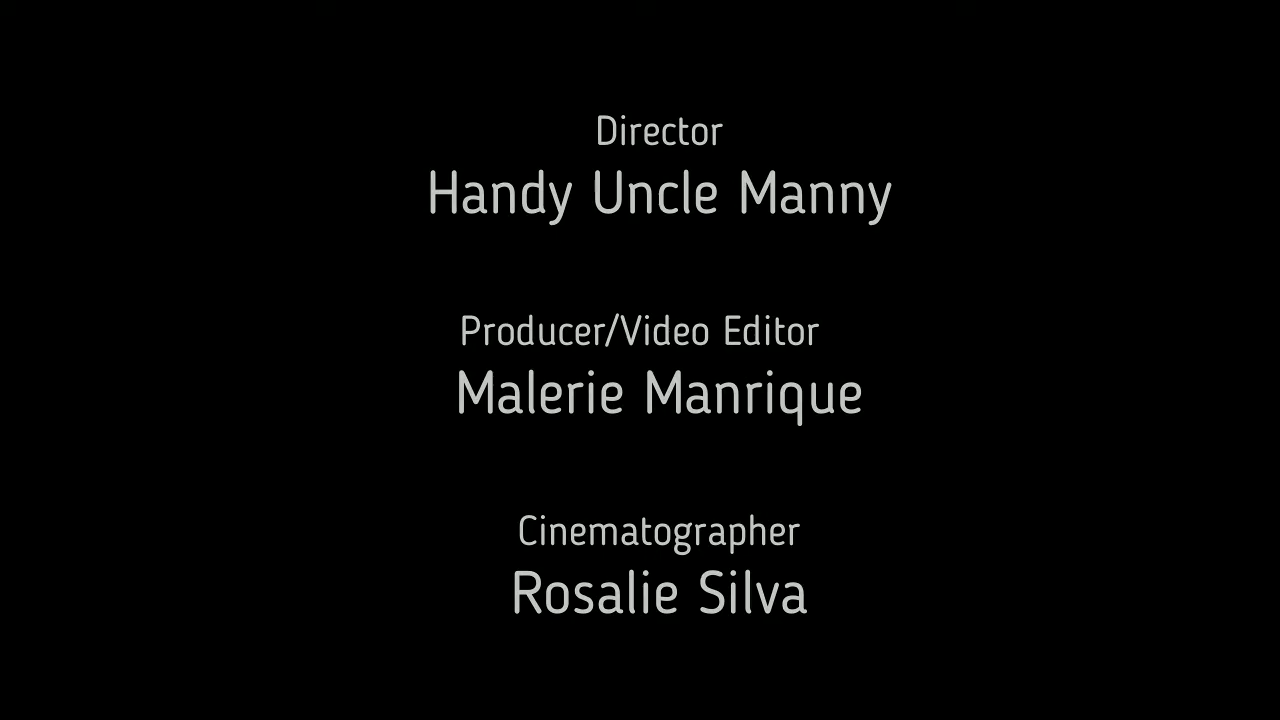 Director
Handy Uncle Manny
Producer/Video Editor
Malerie Manrique
Cinematographer
Rosalie Silva